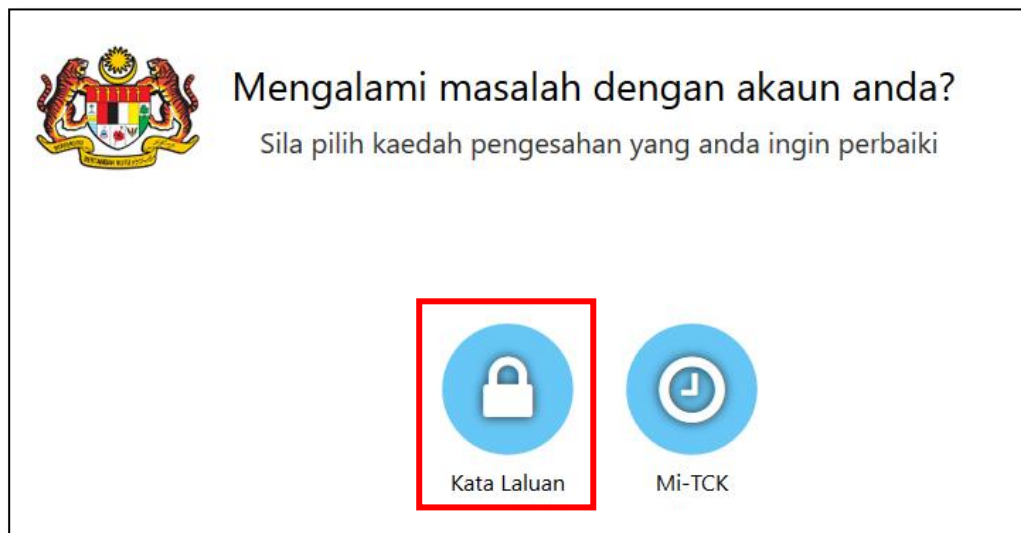 Mengalami masalah dengan akaun anda?
Sila pilih kaedah pengesahan yang anda ingin perbaiki
Kata Laluan
Mi-TCK